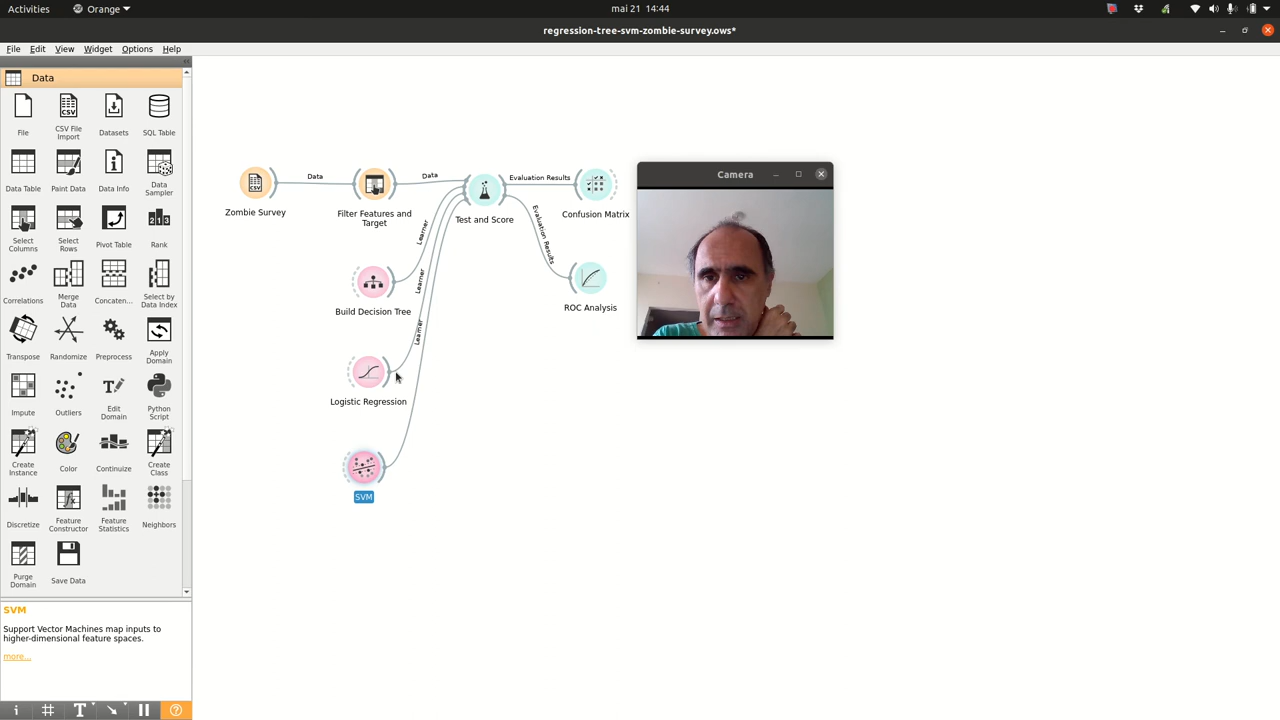 Activities
Orange
mai 21 14:44
regression-tree-svm-zombie-survey.ows*
File Edit View Widget Options Help
Data
File
CSV File Import
Datasets
SQL Table
Data Table
Paint Data
Data Info
Data Sampler
Select Columns
Select Rows
Pivot Table
Rank
Correlations
Merge Data
Concaten...
Select by Data Index
Transpose
Randomize
Preprocess
Apply Domain
Impute
Outliers
Edit Domain
Python Script
Create Instance
Color
Continuize
Create Class
Discretize
Feature Constructor
Feature Statistics
Neighbors
Purge Domain
Save Data
SVM
Support Vector Machines map inputs to
higher-dimensional feature spaces.
more...
Zombie Survey
Data
Filter Features and
Target
Data
Test and Score
Evaluation Results
Confusion Matrix
Evaluation Results
ROC Analysis
Learner
Build Decision Tree
Learner
Logistic Regression
Learner
SVM
Camera